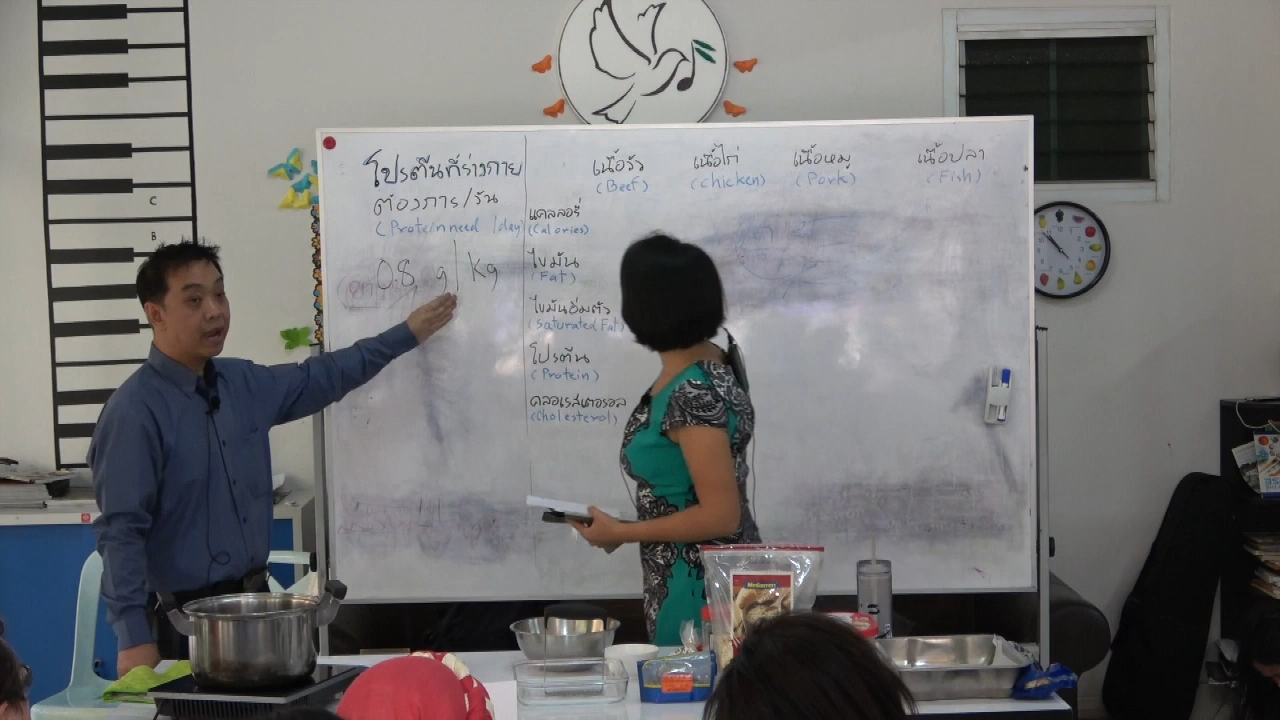 โปรตีนที่ร่างกาย
ต้องการ/วัน
(Protein need /day)
0.8 g/Kg
เนื้อวัว
(Beef)
เนื้อไก่
(Chicken)
เนื้อหมู
(Pork)
เนื้อปลา
(Fish)
แคลลอรี่
(Calories)
ไขมัน
(Fat)
ไขมันอิ่มตัว
(Saturated Fat)
โปรตีน
(Protein)
คลอเรสเตอรอล
(Cholesterol)
C
B